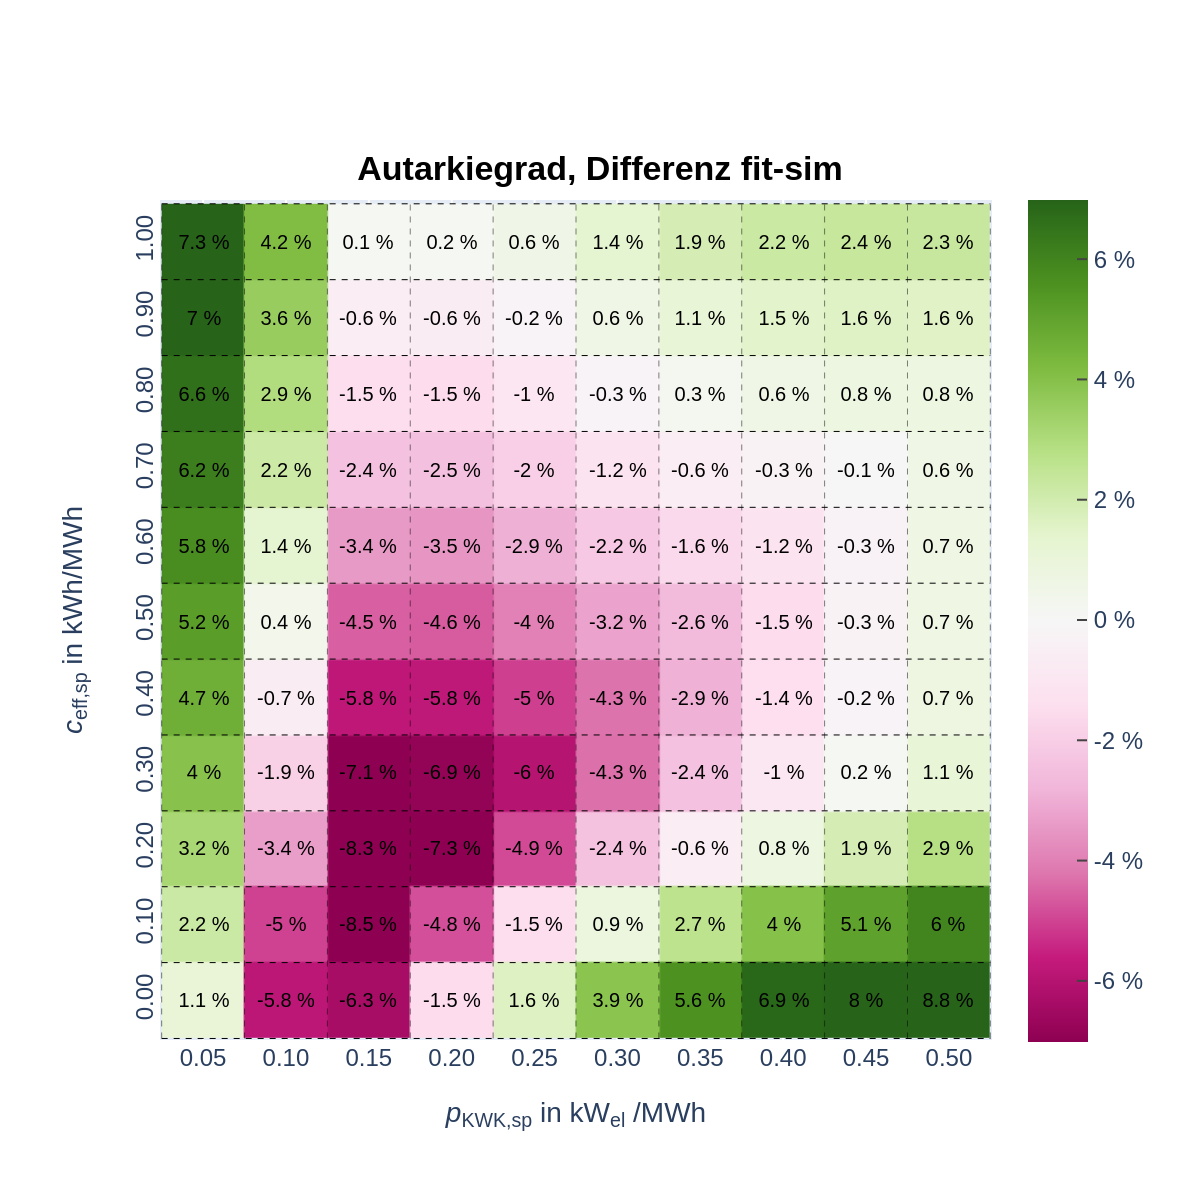 Autarkiegrad, Differenz fit-sim
1.00 7.3 % 4.2 % 0.1 % 0.2 % 0.6 % 1.4 % 1.9 % 2.2 % 2.4 % 2.3 %
0.90 7 % 3.6 % -0.6 % -0.6 % -0.2 % 0.6 % 1.1 % 1.5 % 1.6 % 1.6 %
0.80 6.6 % 2.9 % -1.5 % -1.5 % -1 % -0.3 % 0.3 % 0.6 % 0.8 % 0.8 %
0.70 6.2 % 2.2 % -2.4 % -2.5 % -2 % -1.2 % -0.6 % -0.3 % -0.1 % 0.6 %
0.60 5.8 % 1.4 % -3.4 % -3.5 % -2.9 % -2.2 % -1.6 % -1.2 % -0.3 % 0.7 %
0.50 5.2 % 0.4 % -4.5 % -4.6 % -4 % -3.2 % -2.6 % -1.5 % -0.3 % 0.7 %
0.40 4.7 % -0.7 % -5.8 % -5.8 % -5 % -4.3 % -2.9 % -1.4 % -0.2 % 0.7 %
0.30 4 % -1.9 % -7.1 % -6.9 % -6 % -4.3 % -2.4 % -1 % 0.2 % 1.1 %
0.20 3.2 % -3.4 % -8.3 % -7.3 % -4.9 % -2.4 % -0.6 % 0.8 % 1.9 % 2.9 %
0.10 2.2 % -5 % -8.5 % -4.8 % -1.5 % 0.9 % 2.7 % 4 % 5.1 % 6 %
0.00 1.1 % -5.8 % -6.3 % -1.5 % 1.6 % 3.9 % 5.6 % 6.9 % 8 % 8.8 %
0.05 0.10 0.15 0.20 0.25 0.30 0.35 0.40 0.45 0.50
p_KWK,sp in kW_el /MWh
c_eff,sp in kWh/MWh
6 %
4 %
2 %
0 %
-2 %
-4 %
-6 %